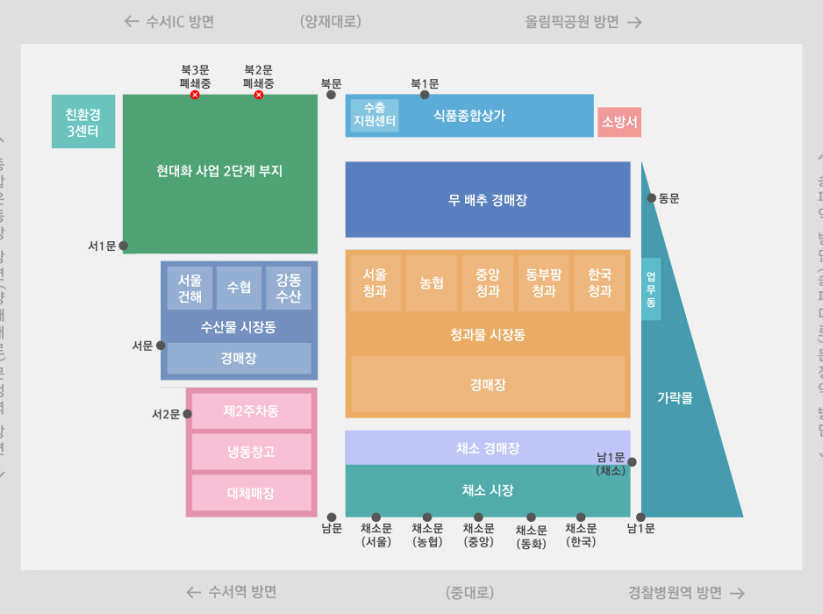 ← 수서IC 방면
(양재대로)
올림픽공원 방면 →
북3문
폐쇄중
북2문
폐쇄중
북문
북1문
친환경
3센터
수출
지원센터
식품종합상가
소방서
현대화 사업 2단계 부지
무 배추 경매장
동문
서1문
서울
건해
수협
강동
수산
수산물 시장동
경매장
서문
서울
청과
농협
중앙
청과
동부팜
청과
한국
청과
청과물 시장동
경매장
업
무
동
가락몰
서2문
제2주차동
냉동창고
대체매장
채소 경매장
남1문
(채소)
채소 시장
남문
채소문
(서울)
채소문
(농협)
채소문
(중앙)
채소문
(동화)
채소문
(한국)
남1문
← 수서역 방면
(중대로)
경찰병원역 방면 →